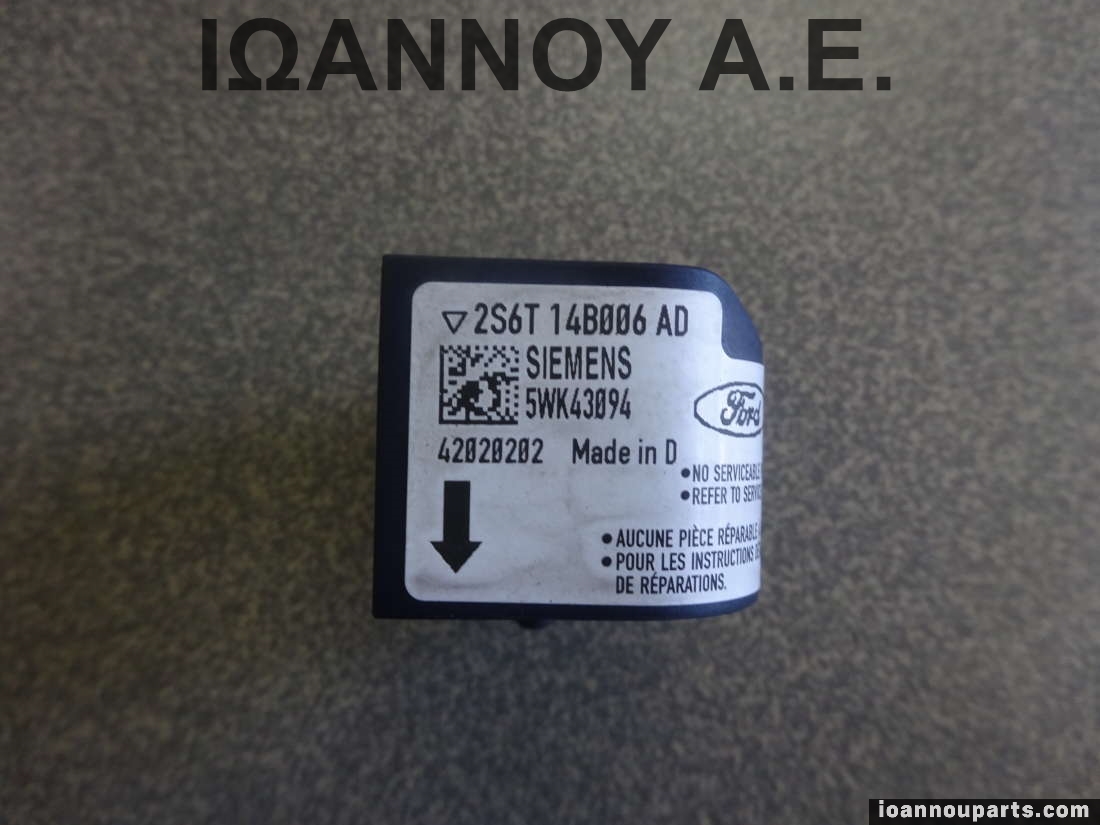 ΙΩΑΝΝΟΥ Α.Ε.
2S6T 14B006 AD
SIEMENS
5WK43094
Ford
42020202 Made in D
•NO SERVICEABLE
•REFER TO
•AUCUNE PIÈCE RÉPARABLE
•POUR LES INSTRUCTIONS
DE RÉPARATIONS.
ioannouparts.com